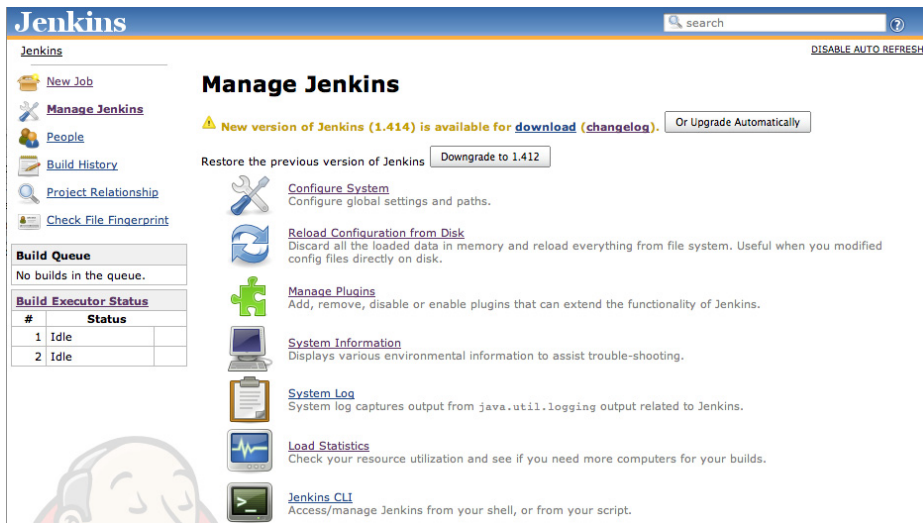 Jenkins
search
Jenkins
DISABLE AUTO REFRESH
New Job
Manage Jenkins
People
Build History
Project Relationship
Check File Fingerprint
Build Queue
No builds in the queue.
Build Executor Status
# Status
1 Idle
2 Idle
Manage Jenkins
New version of Jenkins (1.414) is available for download (changelog). Or Upgrade Automatically
Restore the previous version of Jenkins Downgrade to 1.412
Configure System
Configure global settings and paths.
Reload Configuration from Disk
Discard all the loaded data in memory and reload everything from file system. Useful when you modified
config files directly on disk.
Manage Plugins
Add, remove, disable or enable plugins that can extend the functionality of Jenkins.
System Information
Displays various environmental information to assist trouble-shooting.
System Log
System log captures output from java.util.logging output related to Jenkins.
Load Statistics
Check your resource utilization and see if you need more computers for your builds.
Jenkins CLI
Access/manage Jenkins from your shell, or from your script.